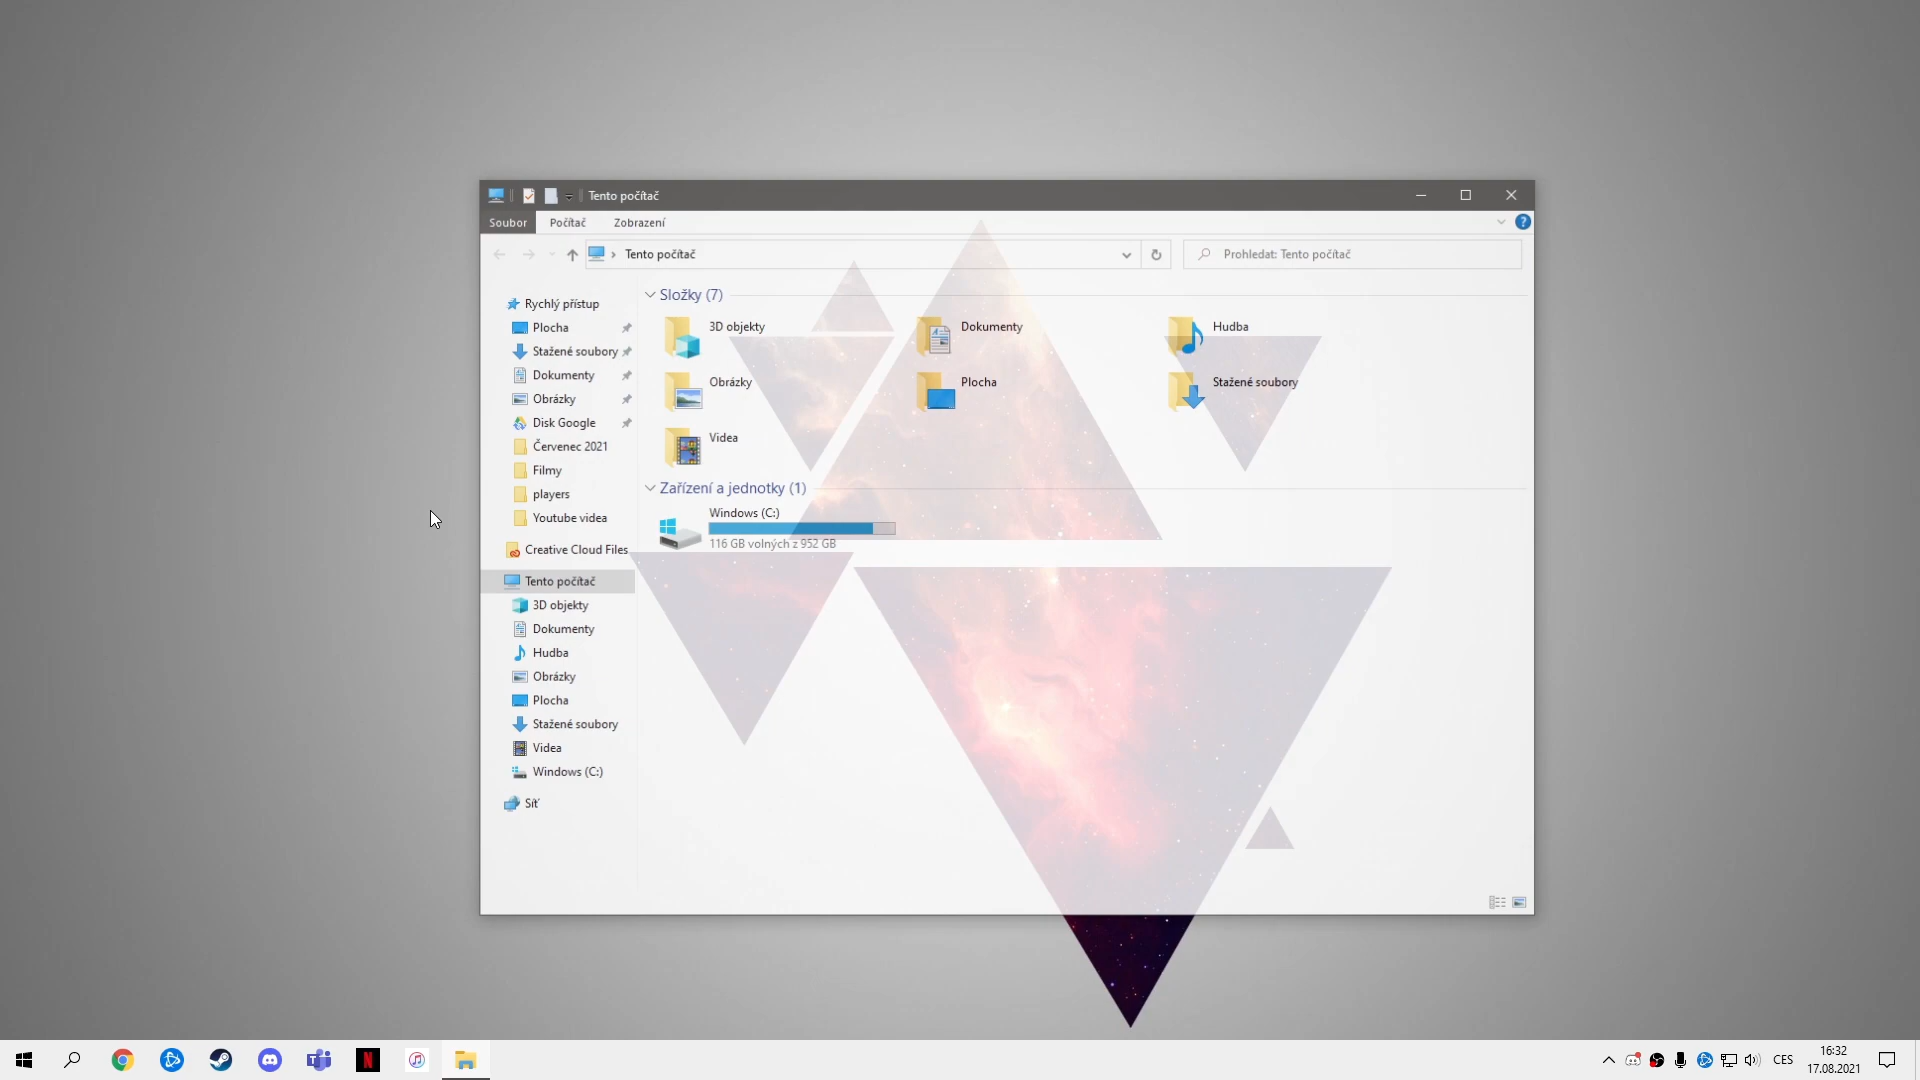 Tento počítač
Soubor
Počítač
Zobrazení
?
Tento počítač
Prohledat: Tento počítač
Rychlý přístup
Plocha
Stažené soubory
Dokumenty
Obrázky
Disk Google
Červenec 2021
Filmy
players
Youtube videa
Creative Cloud Files
Tento počítač
3D objekty
Dokumenty
Hudba
Obrázky
Plocha
Stažené soubory
Videa
Windows (C:)
Síť
Složky (7)
3D objekty
Dokumenty
Hudba
Obrázky
Plocha
Stažené soubory
Videa
Zařízení a jednotky (1)
Windows (C:)
116 GB volných z 952 GB
N
CES
16:32
17.08.2021